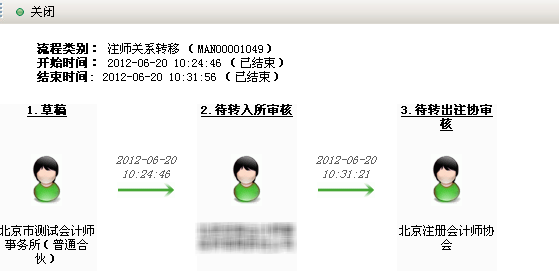 关闭
流程类别： 注师关系转移 ( MAN00001049 )
开始时间： 2012-06-20 10:24:46 ( 已结束 )
结束时间: 2012-06-20 10:31:56 ( 已结束 )
1.草稿
2.待转入所审核
3.待转出注协审
核
2012-06-20
10:24:46
2012-06-20
10:31:21
北京市测试会计师
事务所( 普通合
伙 )
北京注册会计师协
会